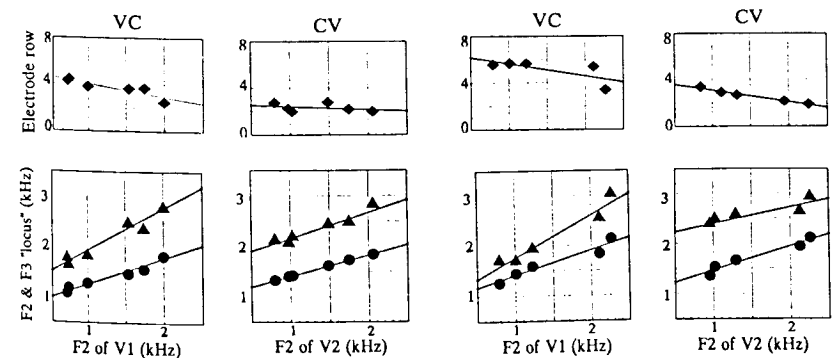 VC CV VC CV
Electrode row
8 8 8 8
4 4 4 4
0 0 0 0
F2 & F3 "locus" (kHz)
3 3 3 3
2 2 2 2
1 1 1 1
1 2 1 2 1 2 1 2
F2 of V1 (kHz) F2 of V2 (kHz) F2 of V1 (kHz) F2 of V2 (kHz)